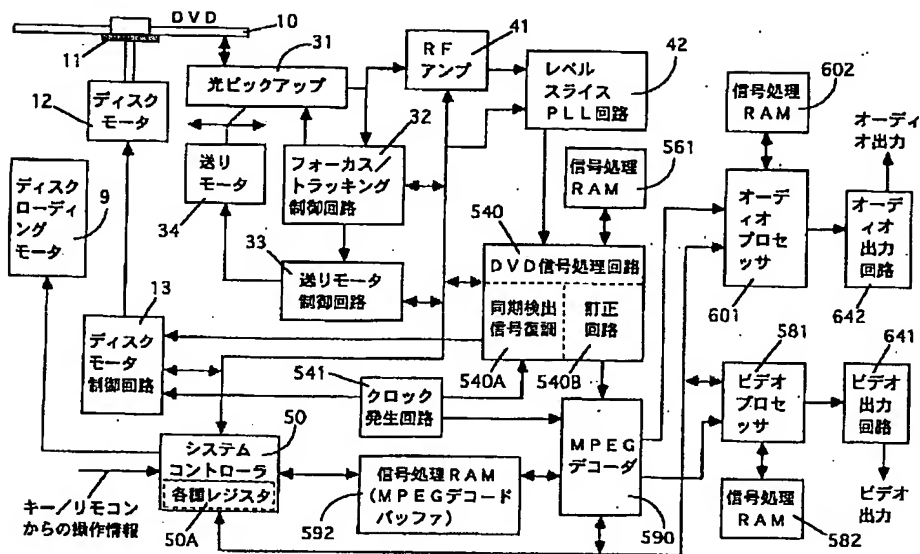 DVD
10
11
31
光ピックアップ
41
RF
アンプ
42
レベル
スライス
PLL回路
602
信号処理
RAM
オーディ
オ出力
12
ディスク
モータ
32
フォーカス/
トラッキング
制御回路
送り
モータ
34
561
信号処理
RAM
ディスク
ローディ
ング
モータ
9
33
送りモータ
制御回路
540
DVD信号処理回路
同期検出
信号復調
訂正
回路
540A
540B
オーディオ
プロセ
ッサ
601
オーディ
オ出力
回路
642
13
ディスク
モータ
制御回路
541
クロック
発生回路
581
ビデオ
プロセ
ッサ
641
ビデオ
出力
回路
50
システム
コントローラ
各国レジスタ
50A
キー/リモコン
からの操作情報
信号処理RAM
(MPEGデコード
バッファ)
592
MPEG
デコーダ
590
信号処理
RAM
582
ビデオ
出力